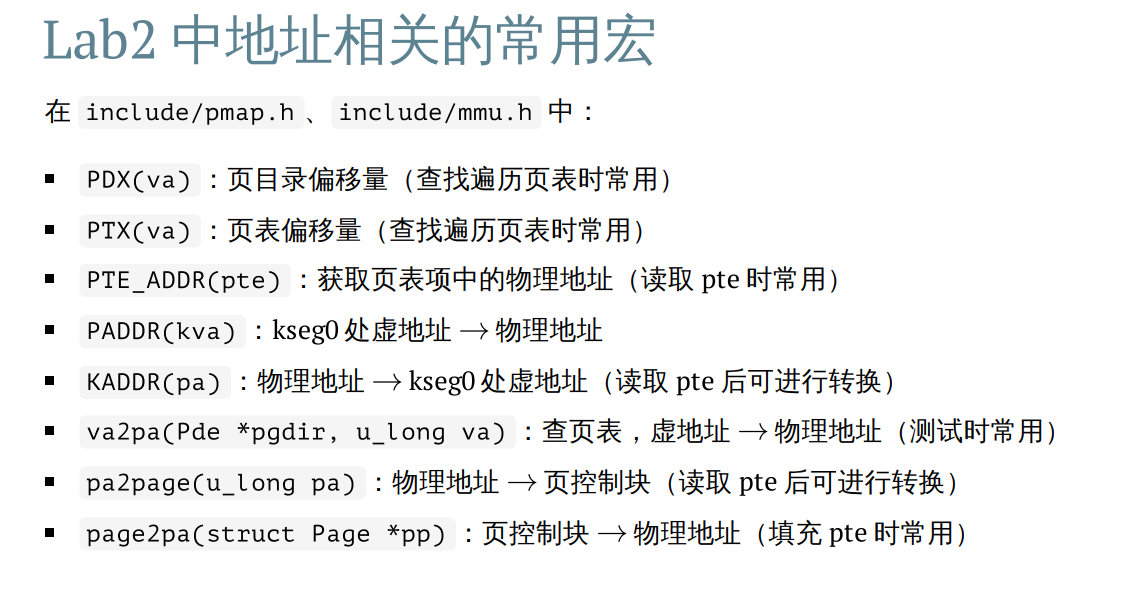 Lab2 中地址相关的常用宏
在 include/pmap.h、include/mmu.h 中：
▪ PDX(va)：页目录偏移量（查找遍历页表时常用）
▪ PTX(va)：页表偏移量（查找遍历页表时常用）
▪ PTE_ADDR(pte)：获取页表项中的物理地址（读取 pte 时常用）
▪ PADDR(kva)：kseg0 处虚地址 → 物理地址
▪ KADDR(pa)：物理地址 → kseg0 处虚地址（读取 pte 后可进行转换）
▪ va2pa(Pde *pgdir, u_long va)：查页表，虚地址 → 物理地址（测试时常用）
▪ pa2page(u_long pa)：物理地址 → 页控制块（读取 pte 后可进行转换）
▪ page2pa(struct Page *pp)：页控制块 → 物理地址（填充 pte 时常用）